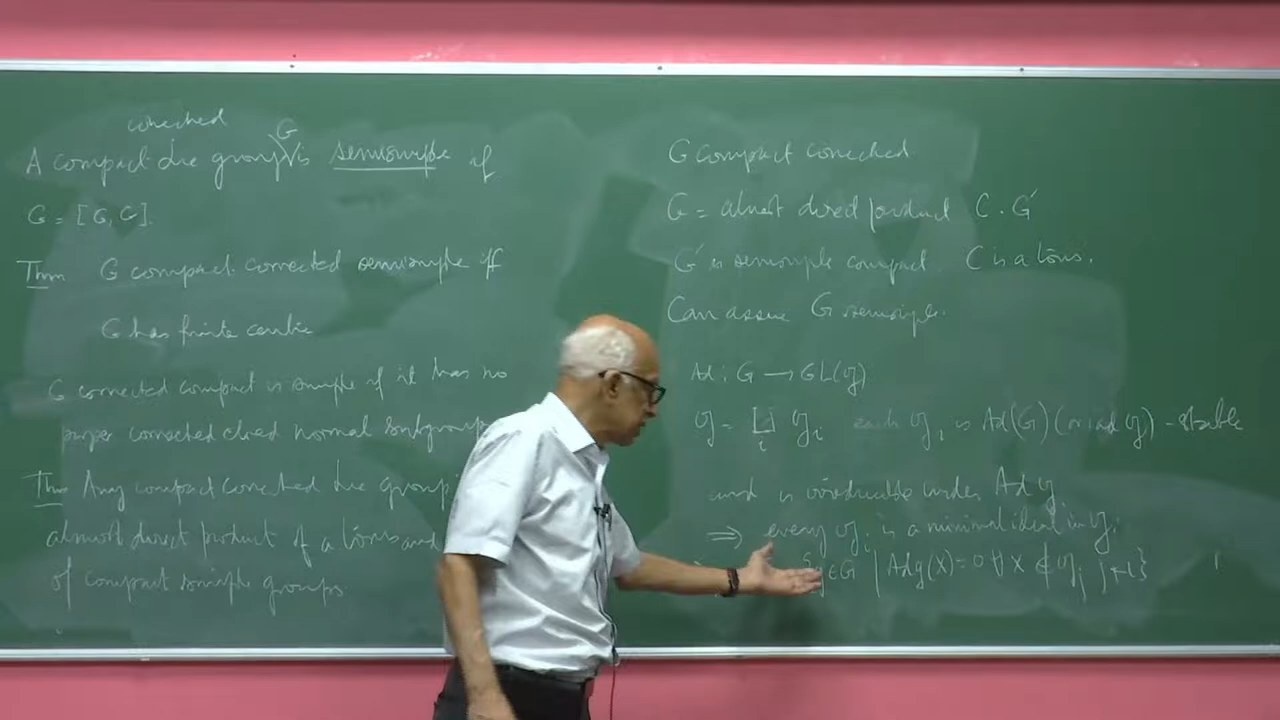 connected
G
A compact Lie group is semisimple if
G = [G, G].
Thm G compact connected semisimple iff
G has finite centre
G connected compact is simple if it has no
proper connected closed normal subgroup
Thm Any compact connected Lie group
almost direct product of a torus and
of compact simple groups
G compact connected.
G = almost direct product C . G'
G' is semisimple compact C is a torus.
Can assume G semisimple.
Ad : G → GL(g)
g = ∐ g_i each g_i is Ad(G) (or ad g) - stable
i
and is irreducible under Ad g
⇒ every g_i is a minimal ideal in g.
∈ G | Ad g(X) = 0 ∀ X ∉ g_j j ≠ i }